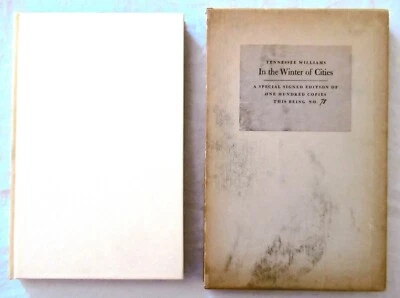 TENNESSEE WILLIAMS
In the Winter of Cities
A SPECIAL SIGNED EDITION OF
ONE HUNDRED COPIES
THIS BEING NO.